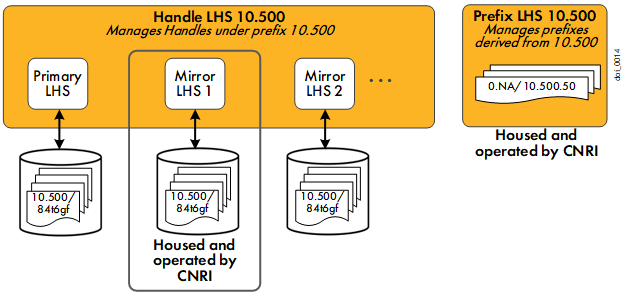 Handle LHS 10.500
Manages Handles under prefix 10.500
Primary
LHS
Mirror
LHS 1
Mirror
LHS 2
...
10.500/
84t6gf
10.500/
84t6gf
10.500/
84t6gf
Housed and
operated by
CNRI
Prefix LHS 10.500
Manages prefixes
derived from 10.500
0.NA/10.500.50
Housed and
operated by CNRI
doi_0014